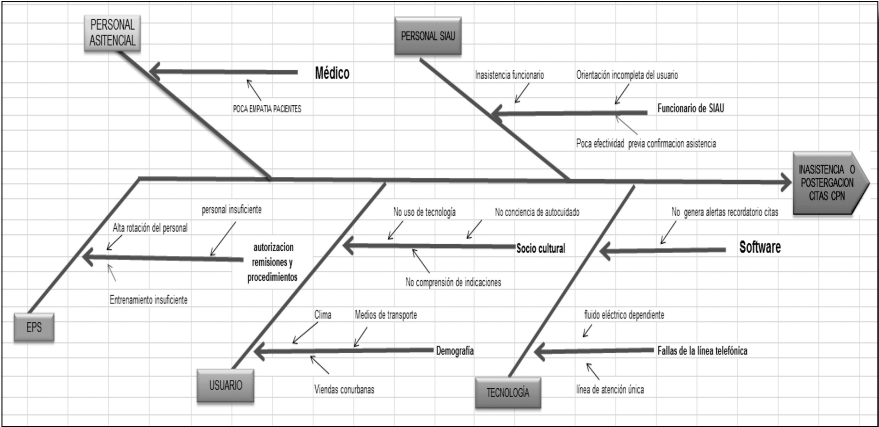 PERSONAL
ASITENCIAL
Médico
POCA EMPATIA PACIENTES
PERSONAL SIAU
Inasistencia funcionario
Orientación incompleta del usuario
Funcionario de SIAU
Poca efectividad previa confirmacion asistencia
INASISTENCIA O
POSTERGACION
CITAS CPN
personal insuficiente
Alta rotación del personal
autorizacion
remisiones y
procedimientos
Entrenamiento insuficiente
EPS
No uso de tecnología
No conciencia de autocuidado
Socio cultural
No comprensión de indicaciones
Clima
Medios de transporte
Demografía
Viendas conurbanas
USUARIO
No genera alertas recordatorio citas
Software
fluido eléctrico dependiente
Fallas de la línea telefónica
línea de atención única
TECNOLOGÍA